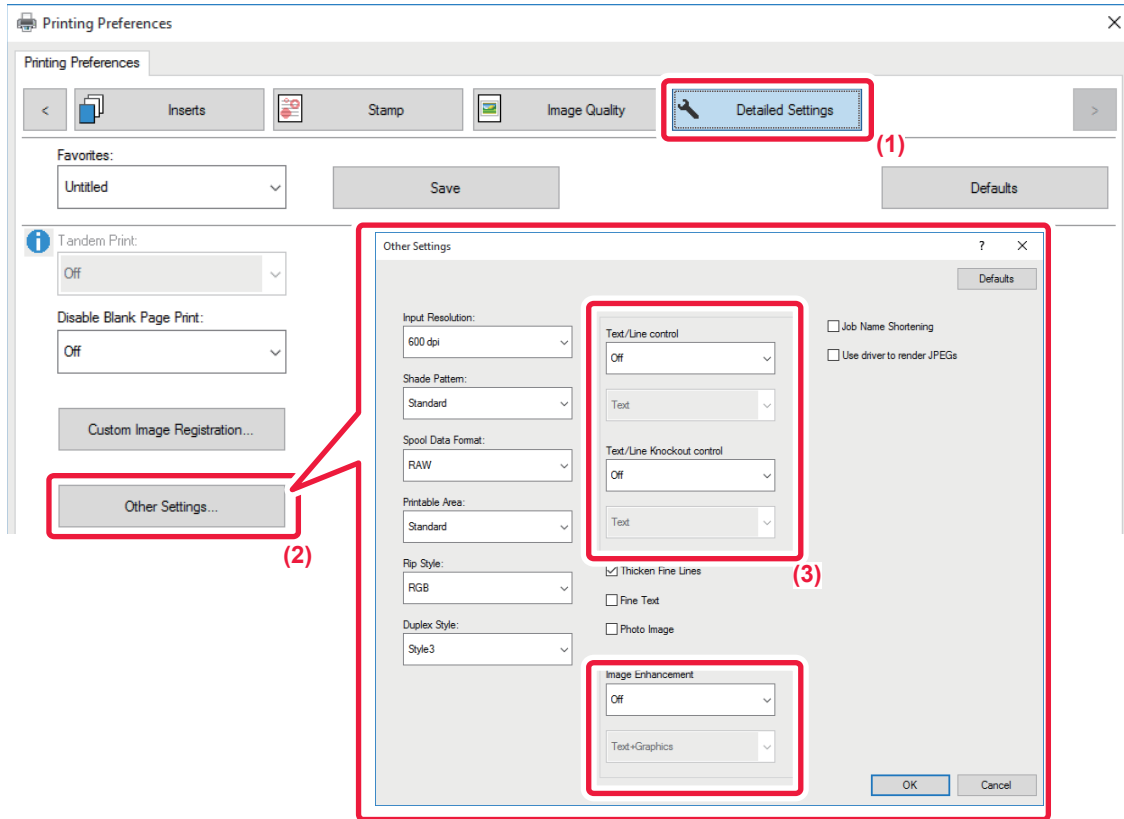 Printing Preferences
Printing Preferences
<
Inserts
Stamp
Image Quality
Detailed Settings
>
(1)
Favorites:
Untitled
Save
Defaults
Tandem Print:
Off
Disable Blank Page Print:
Off
Custom Image Registration...
Other Settings...
(2)
Other Settings
?
Defaults
Input Resolution:
600 dpi
Shade Pattern:
Standard
Spool Data Format:
RAW
Printable Area:
Standard
Rip Style:
RGB
Duplex Style:
Style3
Text/Line control
Off
Text
Text/Line Knockout control
Off
Text
(3)
Thicken Fine Lines
Fine Text
Photo Image
Image Enhancement
Off
Text+Graphics
Job Name Shortening
Use driver to render JPEGs
OK
Cancel